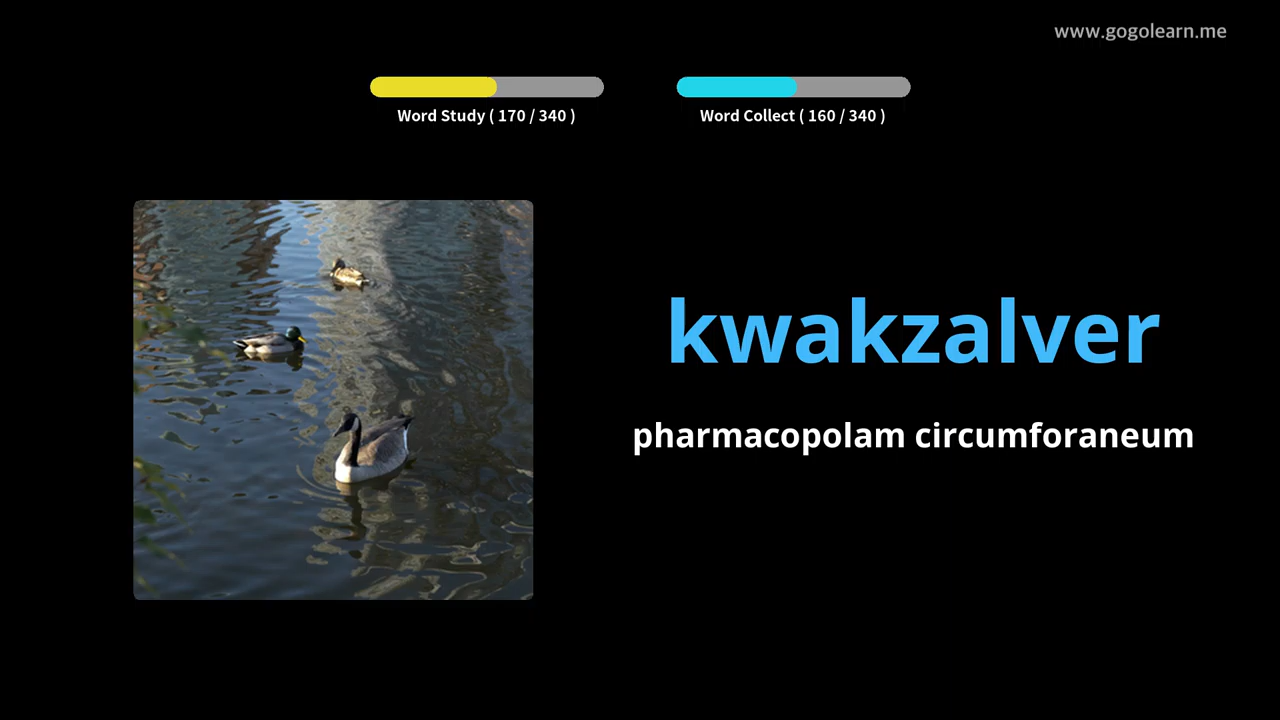 www.gogolearn.me
Word Study ( 170 / 340 )
Word Collect ( 160 / 340 )
kwakzalver
pharmacopolam circumforaneum